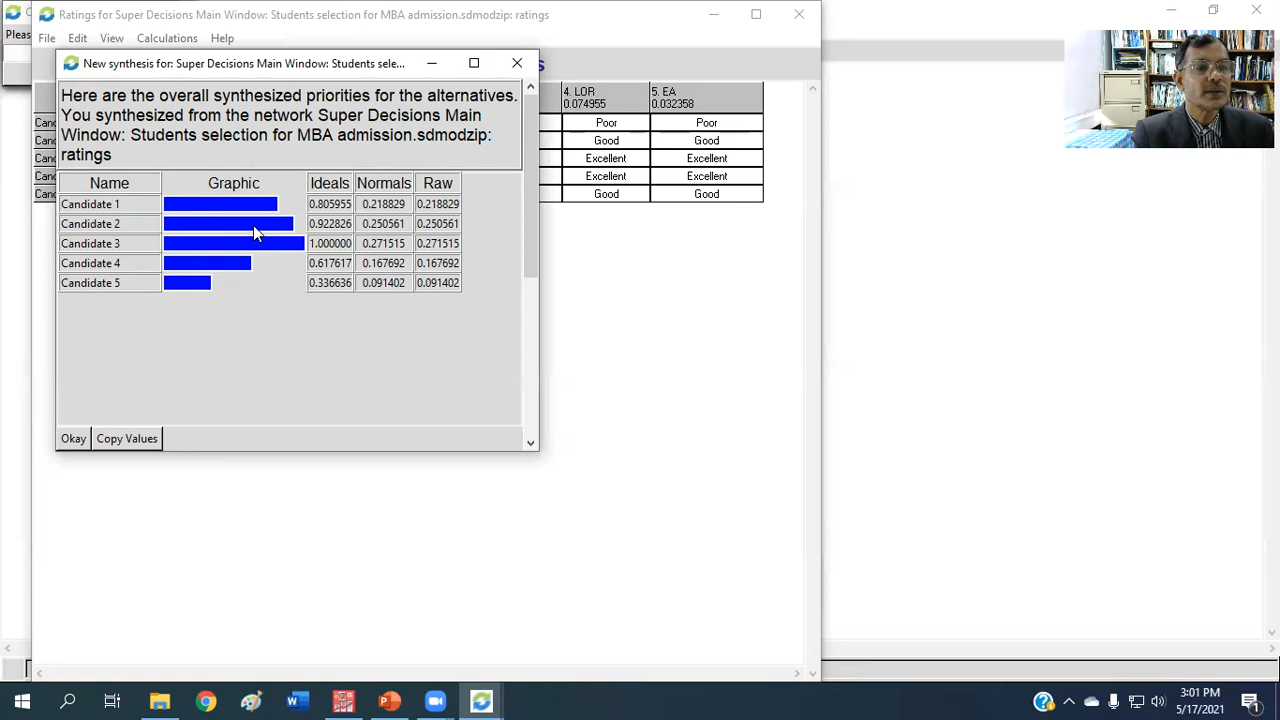 Ratings for Super Decisions Main Window: Students selection for MBA admission.sdmodzip: ratings
Plea
File Edit View Calculations Help
New synthesis for: Super Decisions Main Window: Students sele...
Here are the overall synthesized priorities for the alternatives.
You synthesized from the network Super Decisions Main
Window: Students selection for MBA admission.sdmodzip:
ratings
Name Graphic Ideals Normals Raw
Candidate 1 0.805955 0.218829 0.218829
Candidate 2 0.922826 0.250561 0.250561
Candidate 3 1.000000 0.271515 0.271515
Candidate 4 0.617617 0.167692 0.167692
Candidate 5 0.336636 0.091402 0.091402
Okay Copy Values
4. LOR 5. EA
0.074955 0.032358
Cand Poor Poor
Cand Good Good
Cand Excellent Excellent
Cand Excellent Excellent
Cand Good Good
3:01 PM
5/17/2021